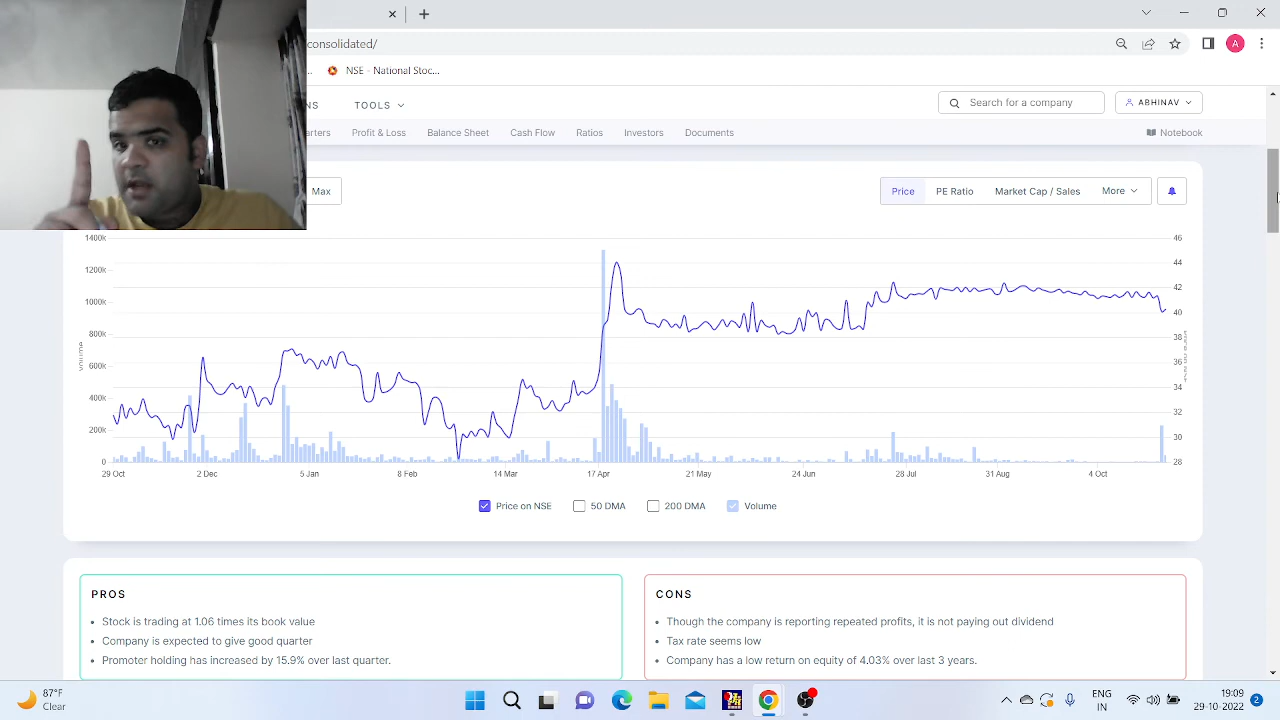 consolidated/
A
... NSE - National Stoc...
NS TOOLS Search for a company ABHINAV
arters Profit & Loss Balance Sheet Cash Flow Ratios Investors Documents Notebook
Max Price PE Ratio Market Cap / Sales More
1400k 46
1200k 44
1000k 42
800k 40
600k 38
400k 36
200k 34
0 32
30
28
Volume
29 Oct 2 Dec 5 Jan 8 Feb 14 Mar 17 Apr 21 May 24 Jun 28 Jul 31 Aug 4 Oct
Price on NSE 50 DMA 200 DMA Volume
PROS
Stock is trading at 1.06 times its book value
Company is expected to give good quarter
Promoter holding has increased by 15.9% over last quarter.
CONS
Though the company is reporting repeated profits, it is not paying out dividend
Tax rate seems low
Company has a low return on equity of 4.03% over last 3 years.
87°F
Clear
ENG
IN
19:09
29-10-2022
2